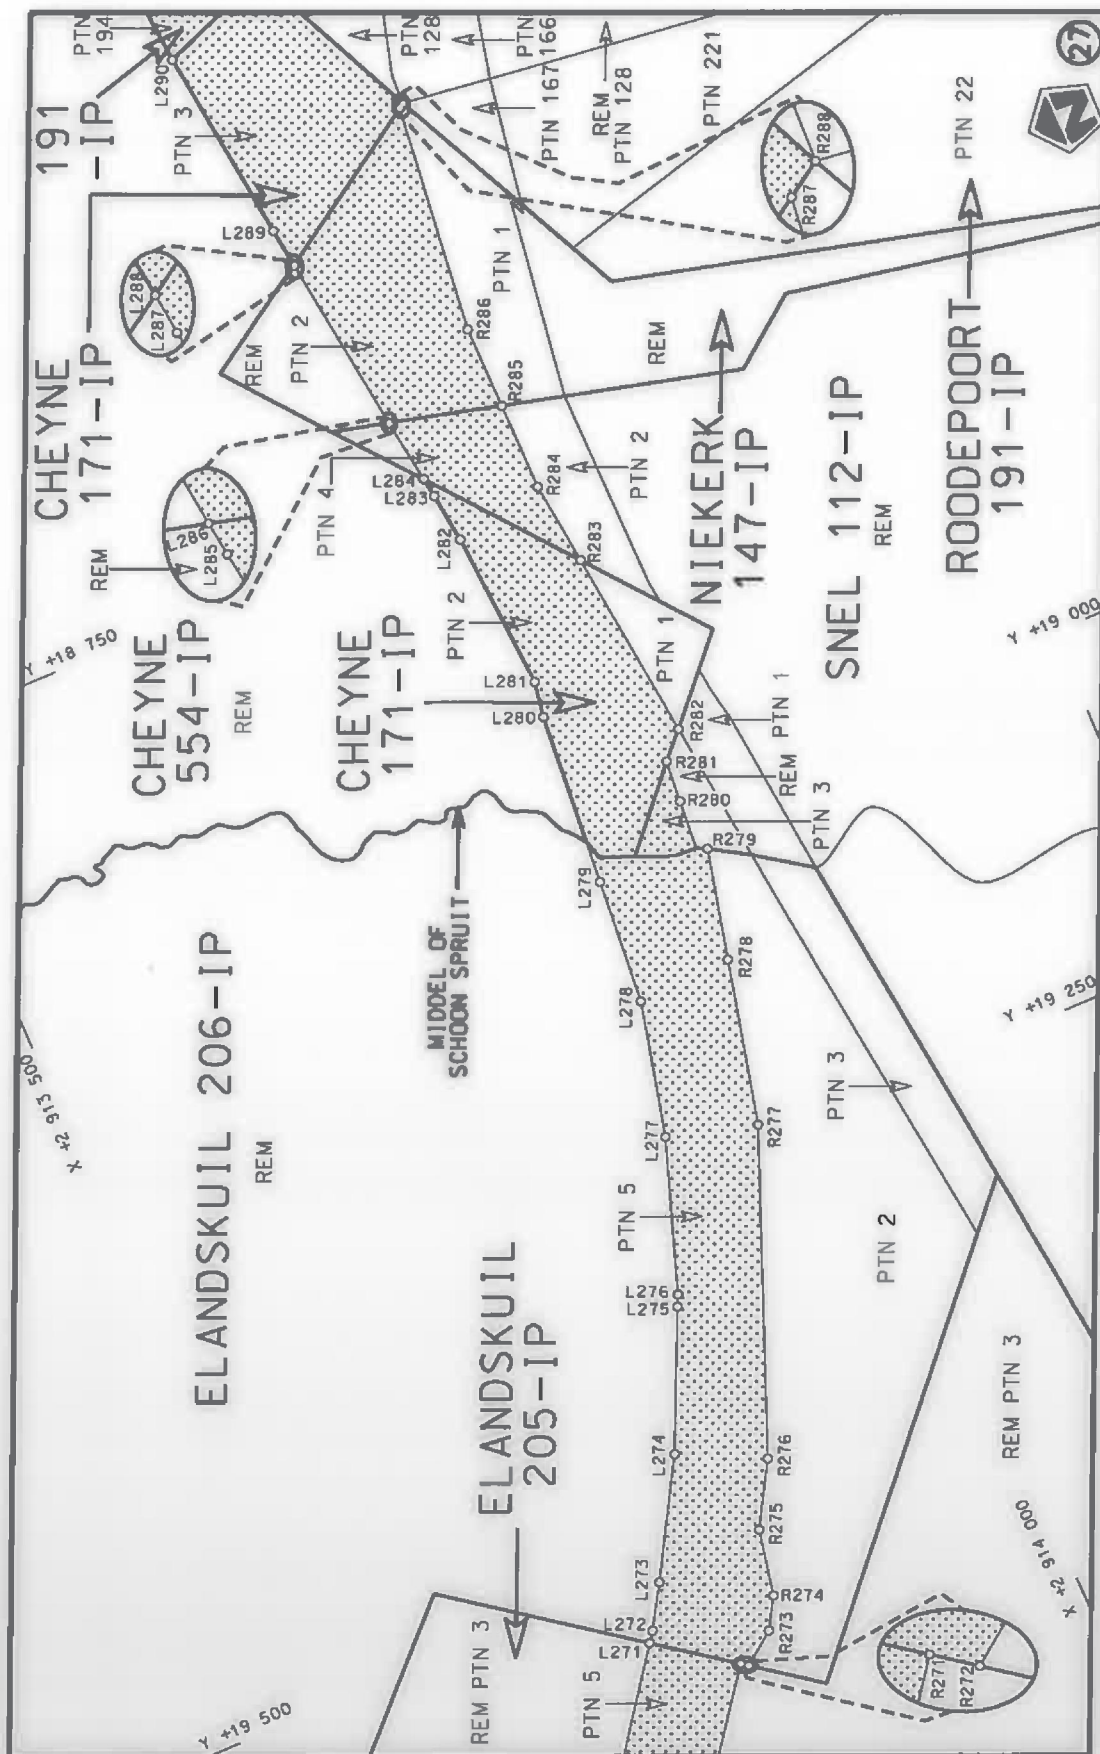 PTN
194
L290
191
-IP
PTN 3
CHEYNE
171-IP
L289
L288
L287
PTN 2
REM
PTN
128
PTN
166
PTN 167
REM
PTN 128
PTN 221
PTN 22
27
R288
R287
PTN 1
R286
R285
REM
L284
L283
L282
PTN 4
L286
L285
REM
R284
PTN 2
R283
NIEKERK
147-IP
SNEL 112-IP
REM
ROODEPOORT
191-IP
Y +18 750
CHEYNE
554-IP
REM
CHEYNE
171-IP
PTN 2
L281
L280
PTN 1
R282
R281
R280
R279
PTN 1
REM
PTN 3
Y +19 000
L279
MIDDEL OF
SCHOON SPRUIT
L278
R278
ELANDSKUIL 206-IP
REM
X +2 913 500
Y +19 250
PTN 3
L277
R277
PTN 5
PTN 2
L276
L275
ELANDSKUIL
205-IP
L274
R276
R275
REM PTN 3
L273
L272
L271
R274
R273
X +2 914 000
REM PTN 3
PTN 5
R271
R272
Y +19 500